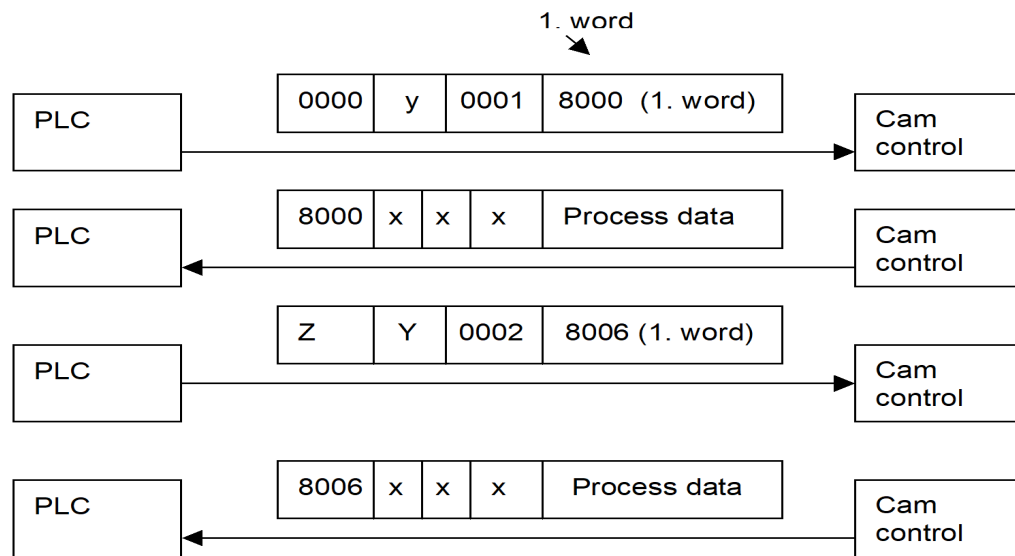 1. word
0000 y 0001 8000 (1. word)
PLC
Cam
control
8000 x x x Process data
PLC
Cam
control
Z Y 0002 8006 (1. word)
PLC
Cam
control
8006 x x x Process data
PLC
Cam
control